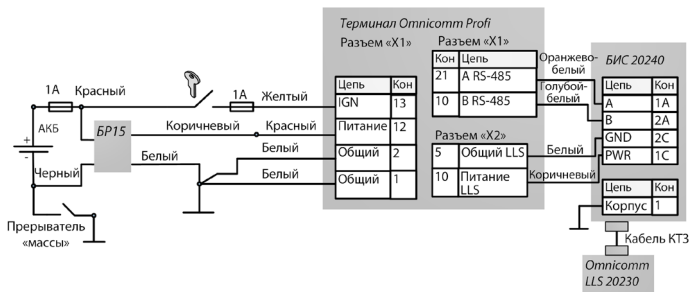 Терминал Omnicomm Profi
Разъем «X1»
Разъем «X1»
Кон Цепь
21 A RS-485
10 B RS-485
Оранжево-
белый
Голубой-
белый
БИС 20240
Цепь Кон
A 1A
B 2A
GND 2C
PWR 1C
Цепь Кон
Корпус 1
1А
Красный
1А
Желтый
Цепь Кон
IGN 13
Питание 12
Общий 2
Общий 1
АКБ
+
-
БР15
Коричневый
Красный
Белый
Белый
Белый
Черный
Разъем «X2»
5 Общий LLS
10 Питание
LLS
Белый
Коричневый
Прерыватель
«массы»
Кабель КТЗ
Omnicomm
LLS 20230